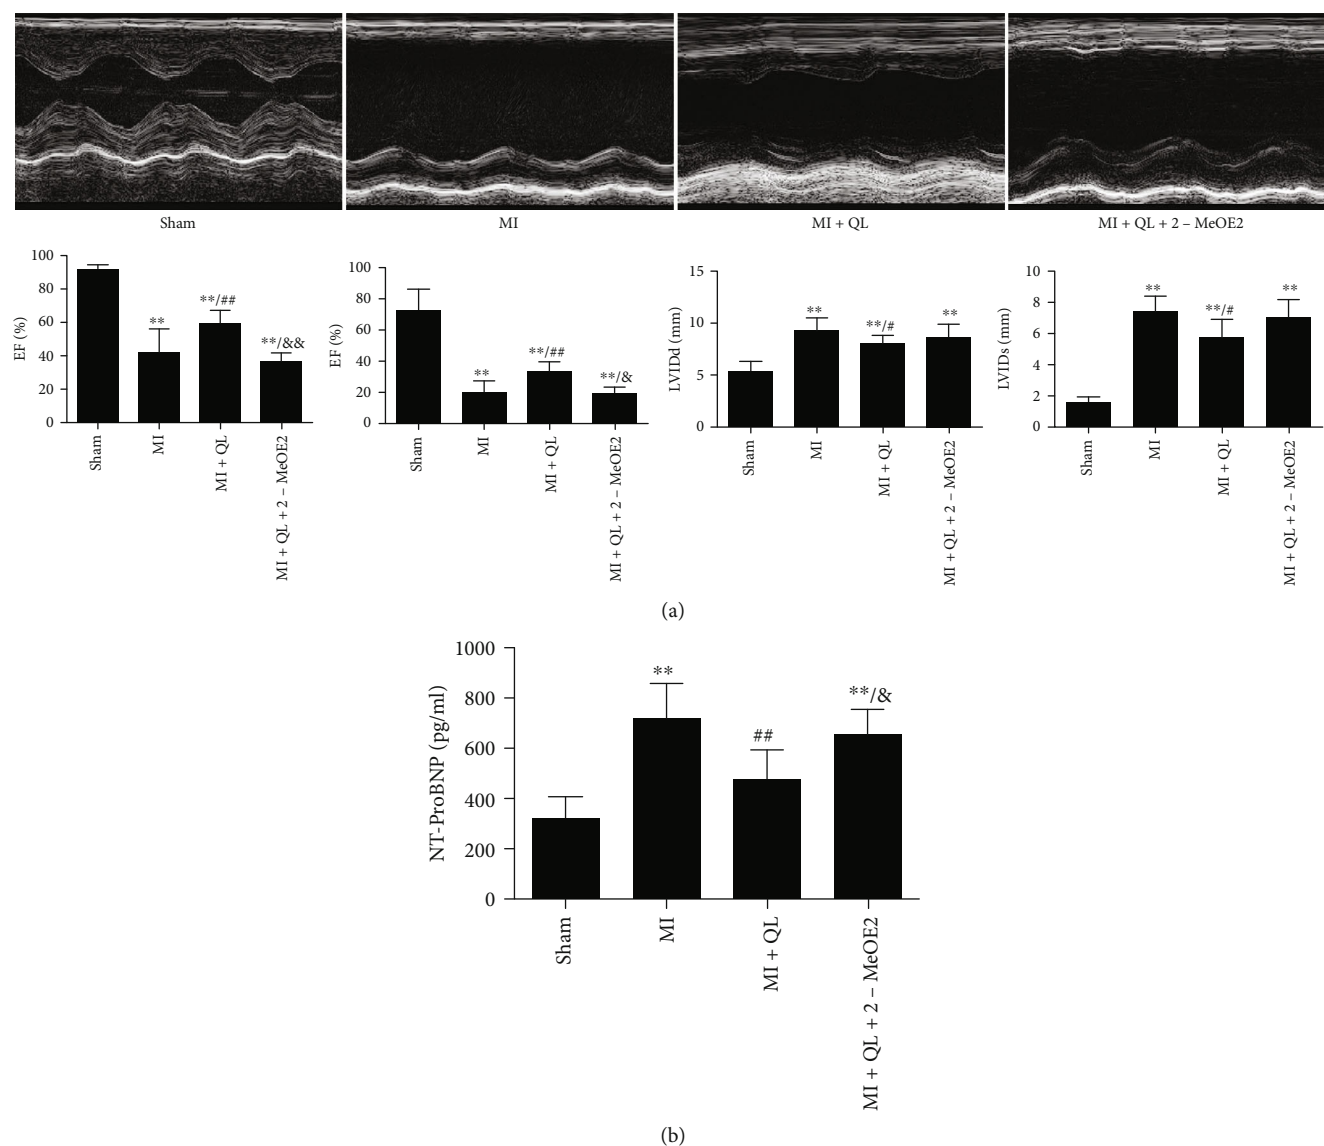 Sham
MI
MI + QL
MI + QL + 2 – MeOE2
EF (%)
100
80
60
40
20
0
**
**/##
**/&&
Sham
MI
MI + QL
MI + QL + 2 – MeOE2
EF (%)
100
80
60
40
20
0
**
**/##
**/&
Sham
MI
MI + QL
MI + QL + 2 – MeOE2
LVIDd (mm)
15
10
5
0
**
**/#
**
Sham
MI
MI + QL
MI + QL + 2 – MeOE2
LVIDs (mm)
10
8
6
4
2
0
**
**/#
**
Sham
MI
MI + QL
MI + QL + 2 – MeOE2
(a)
NT-ProBNP (pg/ml)
1000
800
600
400
200
0
**
##
**/&
Sham
MI
MI + QL
MI + QL + 2 – MeOE2
(b)